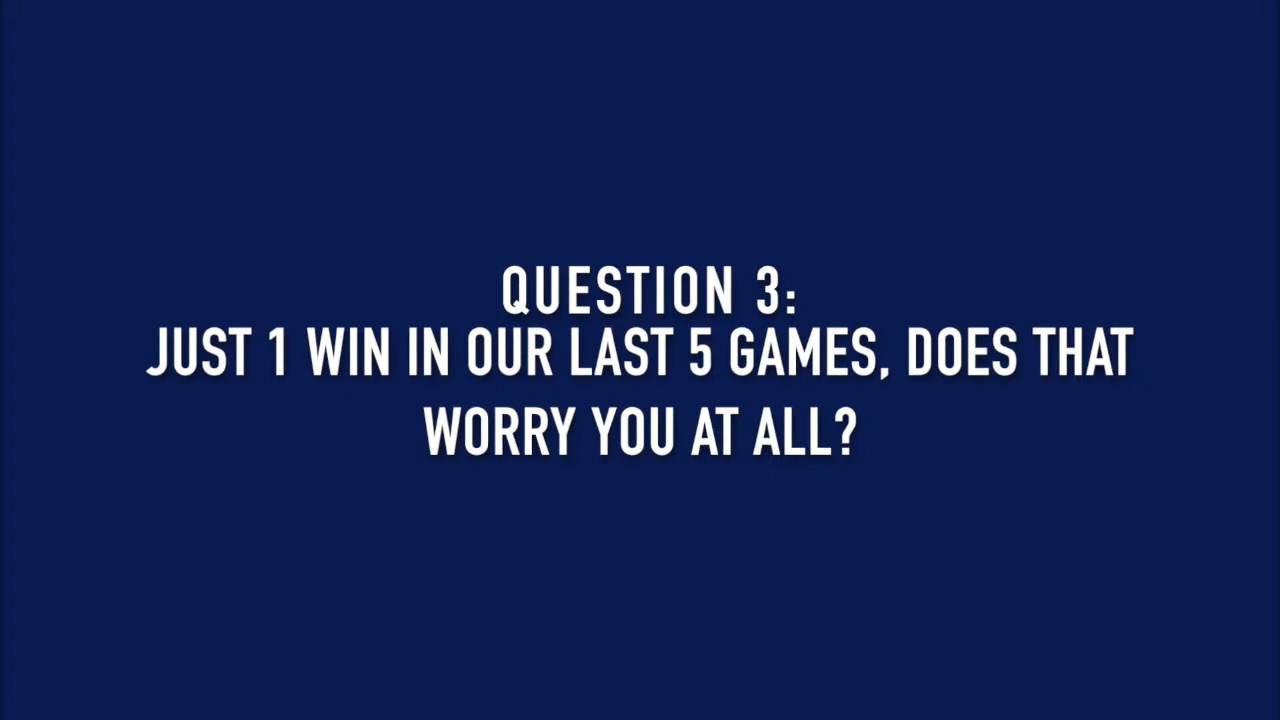 QUESTION 3:
JUST 1 WIN IN OUR LAST 5 GAMES, DOES THAT
WORRY YOU AT ALL?